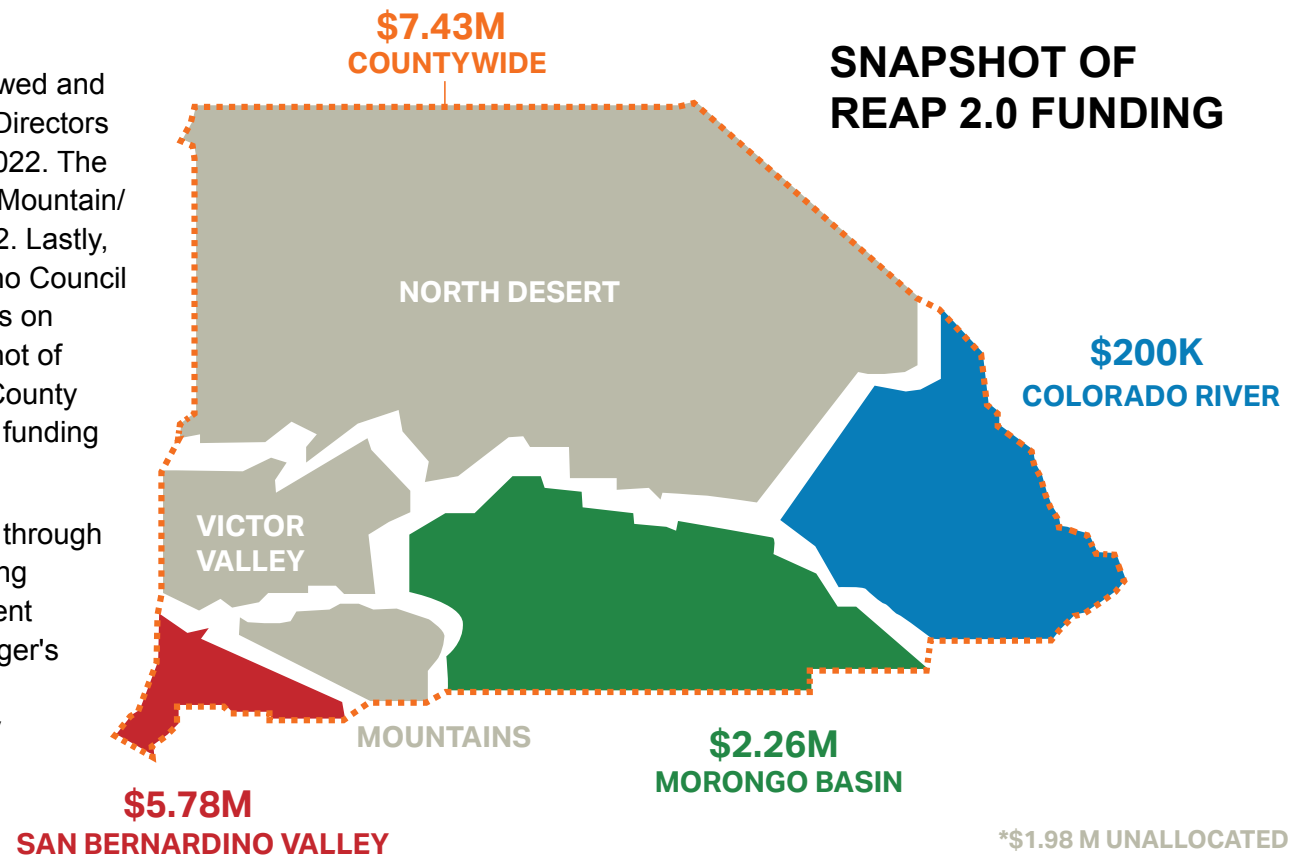 wed and
Directors
022. The
Mountain/
2. Lastly,
no Council
s on
not of
County
funding
through
ng
ent
ger's
$7.43M
COUNTYWIDE
SNAPSHOT OF
REAP 2.0 FUNDING
NORTH DESERT
$200K
COLORADO RIVER
VICTOR
VALLEY
MOUNTAINS
$2.26M
MORONGO BASIN
$5.78M
SAN BERNARDINO VALLEY
*$1.98 M UNALLOCATED